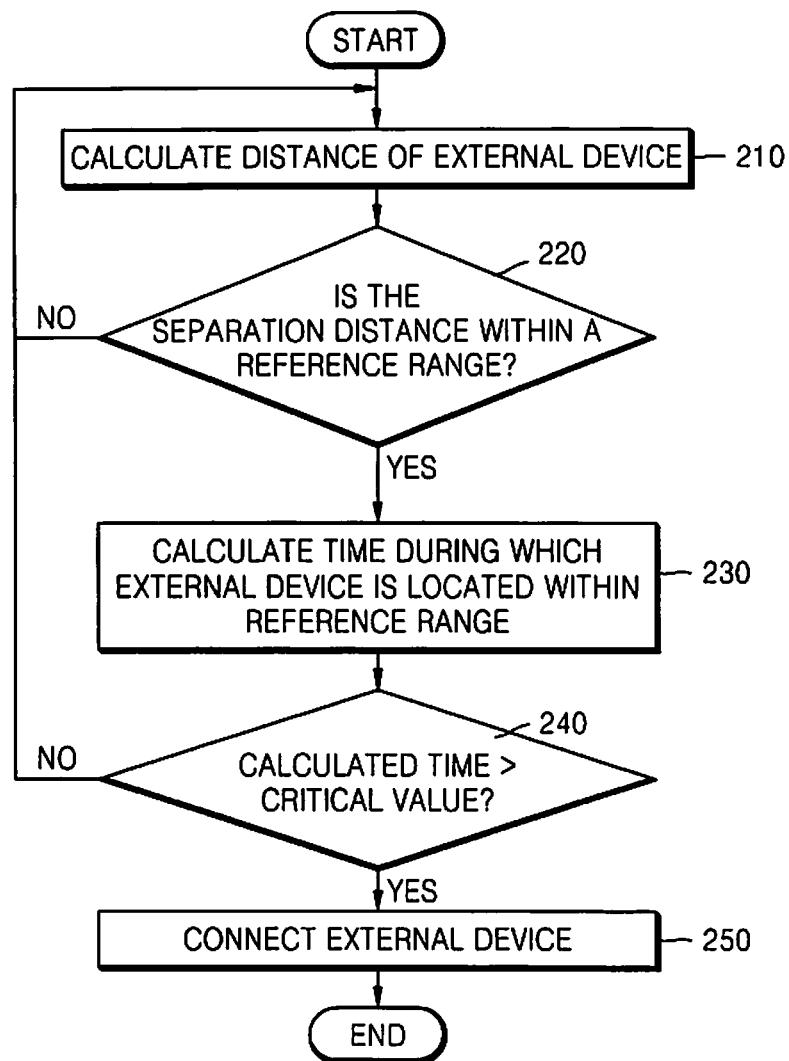 START
CALCULATE DISTANCE OF EXTERNAL DEVICE
210
220
IS THE
SEPARATION DISTANCE WITHIN A
REFERENCE RANGE?
NO
YES
CALCULATE TIME DURING WHICH
EXTERNAL DEVICE IS LOCATED WITHIN
REFERENCE RANGE
230
240
NO
CALCULATED TIME >
CRITICAL VALUE?
YES
CONNECT EXTERNAL DEVICE
250
END